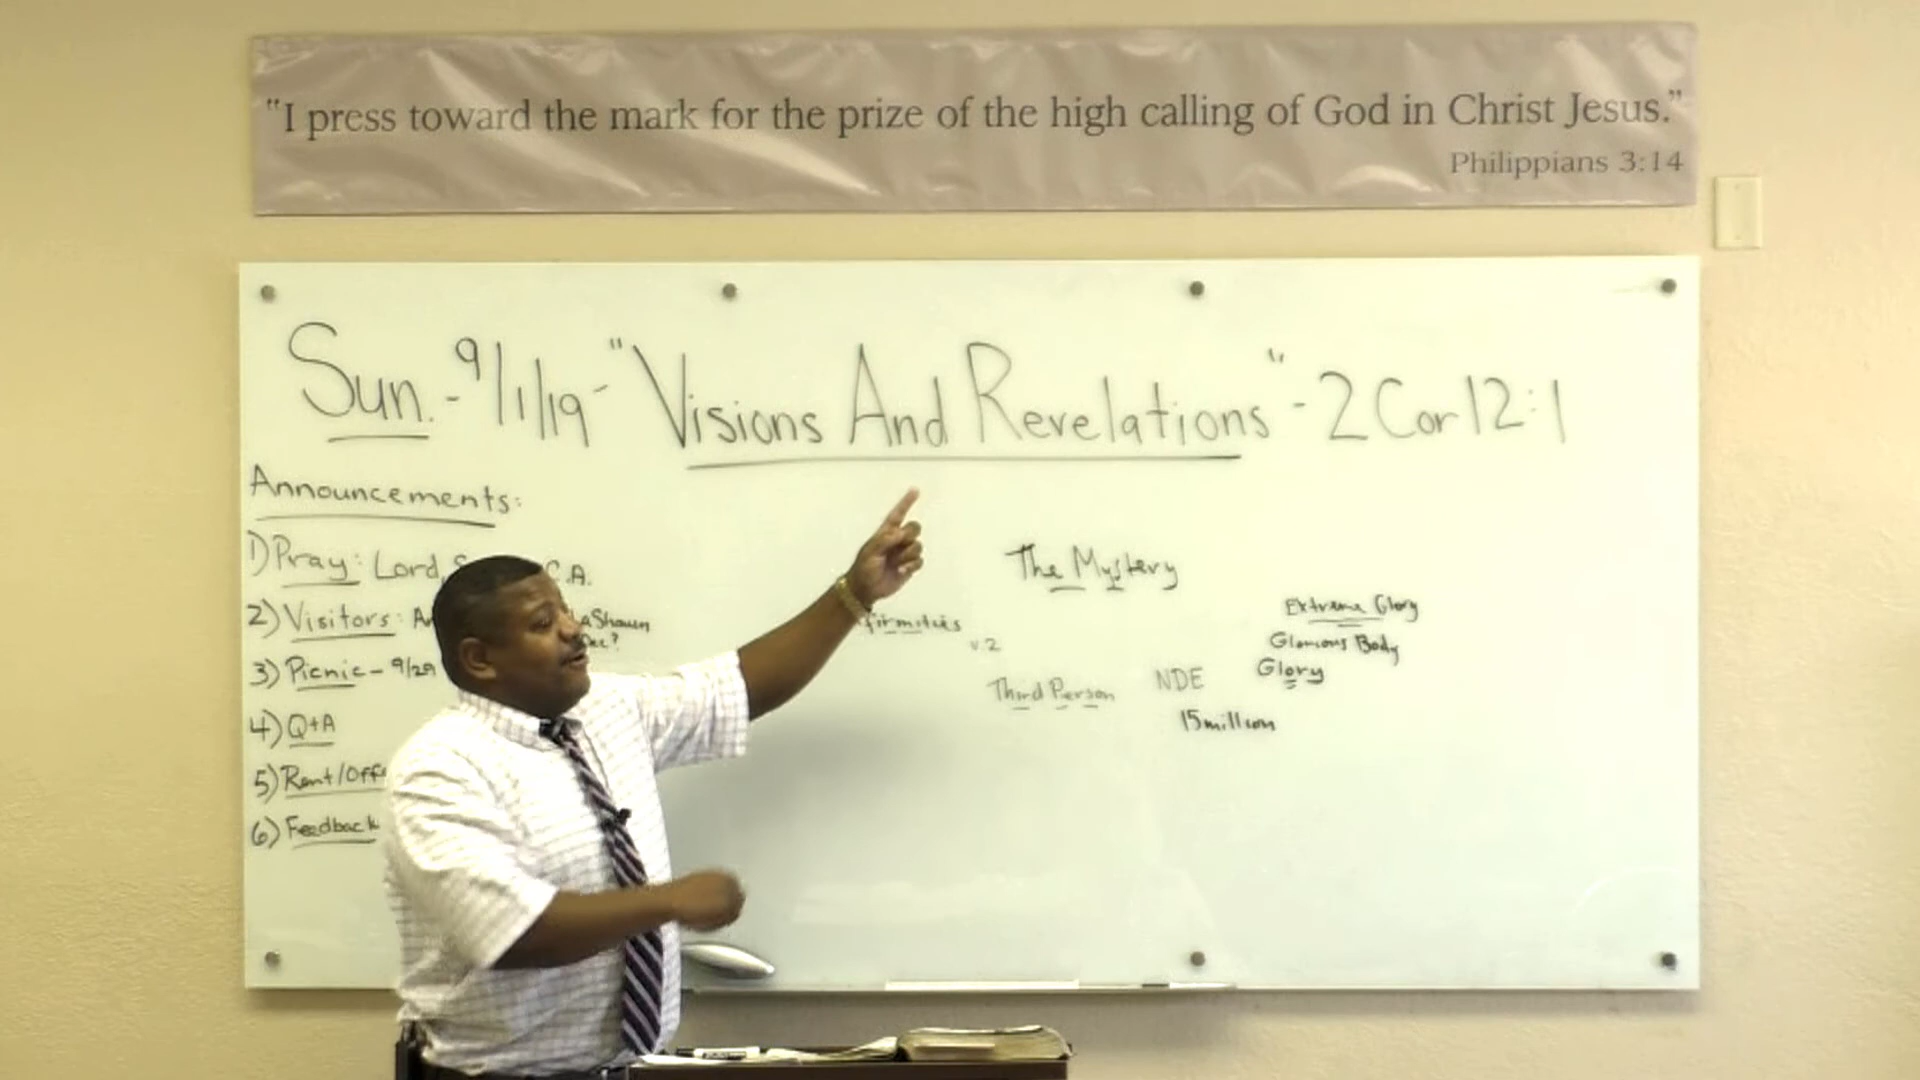 "I press toward the mark for the prize of the high calling of God in Christ Jesus."
Philippians 3:14
Sun. - 9/1/19 - "Visions And Revelations" - 2 Cor 12:1
Announcements:
1) Pray: Lord, C.A.
2) Visitors: aShawn
3) Picnic - 9/29
4) Q+A
5) Rent/Off
6) Feedback
The Mystery
firmities
v.2
Third Person
NDE
15 million
Extreme Glory
Glorious Body
Glory